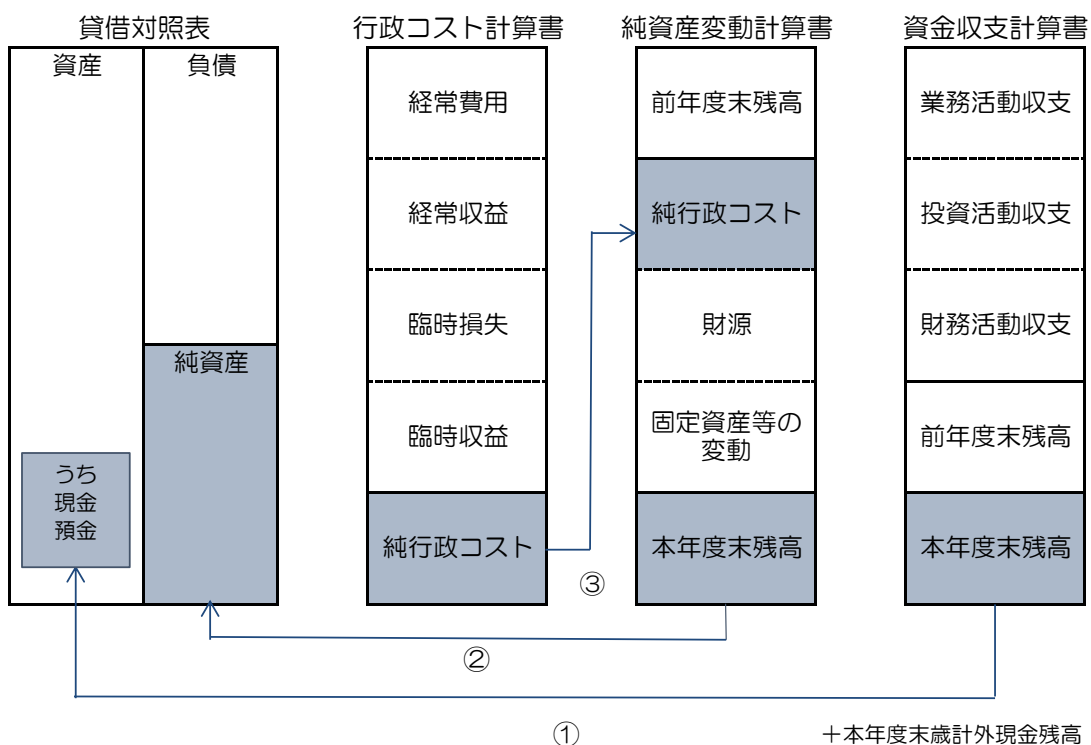 貸借対照表
資産
負債
純資産
うち
現金
預金
行政コスト計算書
経常費用
経常収益
臨時損失
臨時収益
純行政コスト
純資産変動計算書
前年度末残高
純行政コスト
財源
固定資産等の
変動
本年度末残高
資金収支計算書
業務活動収支
投資活動収支
財務活動収支
前年度末残高
本年度末残高
③
②
①
＋本年度末歳計外現金残高